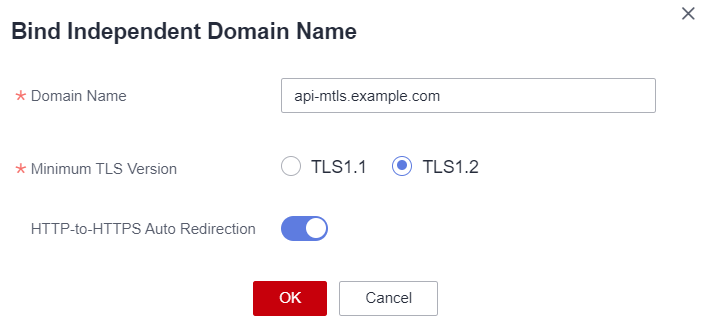 Bind Independent Domain Name
* Domain Name api-mtls.example.com
* Minimum TLS Version TLS1.1 TLS1.2
HTTP-to-HTTPS Auto Redirection
OK Cancel